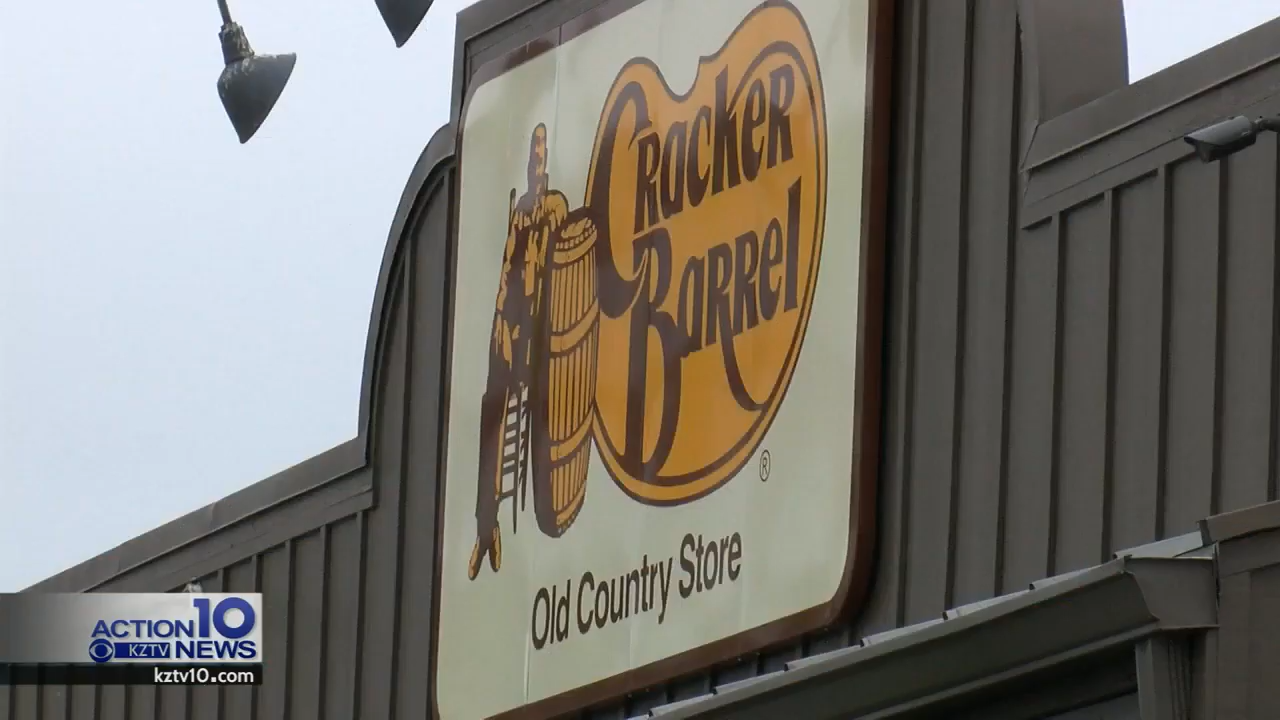 Cracker
Barrel
®
Old Country Store
ACTION 10
KZTV NEWS
kztv10.com